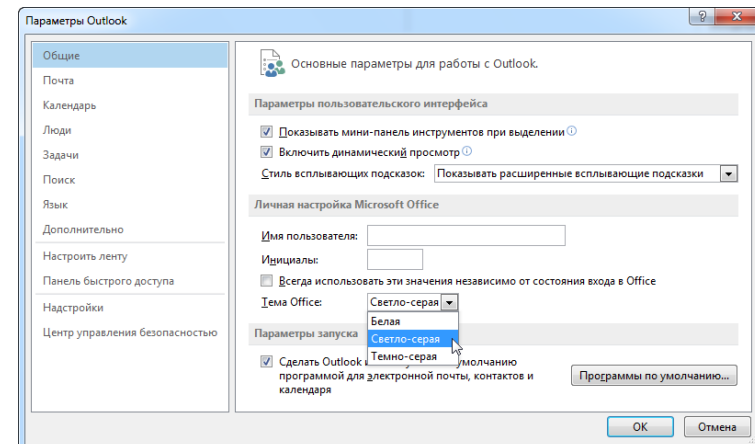 Параметры Outlook
Общие
Почта
Календарь
Люди
Задачи
Поиск
Язык
Дополнительно
Настроить ленту
Панель быстрого доступа
Надстройки
Центр управления безопасностью
Основные параметры для работы с Outlook.
Параметры пользовательского интерфейса
Показывать мини-панель инструментов при выделении
Включить динамический просмотр
Стиль всплывающих подсказок: Показывать расширенные всплывающие подсказки
Личная настройка Microsoft Office
Имя пользователя:
Инициалы:
Всегда использовать эти значения независимо от состояния входа в Office
Тема Office: Светло-серая
Белая
Светло-серая
Темно-серая
Параметры запуска
Сделать Outlook умолчанию
программой для электронной почты, контактов и
календаря
Программы по умолчанию...
ОК
Отмена